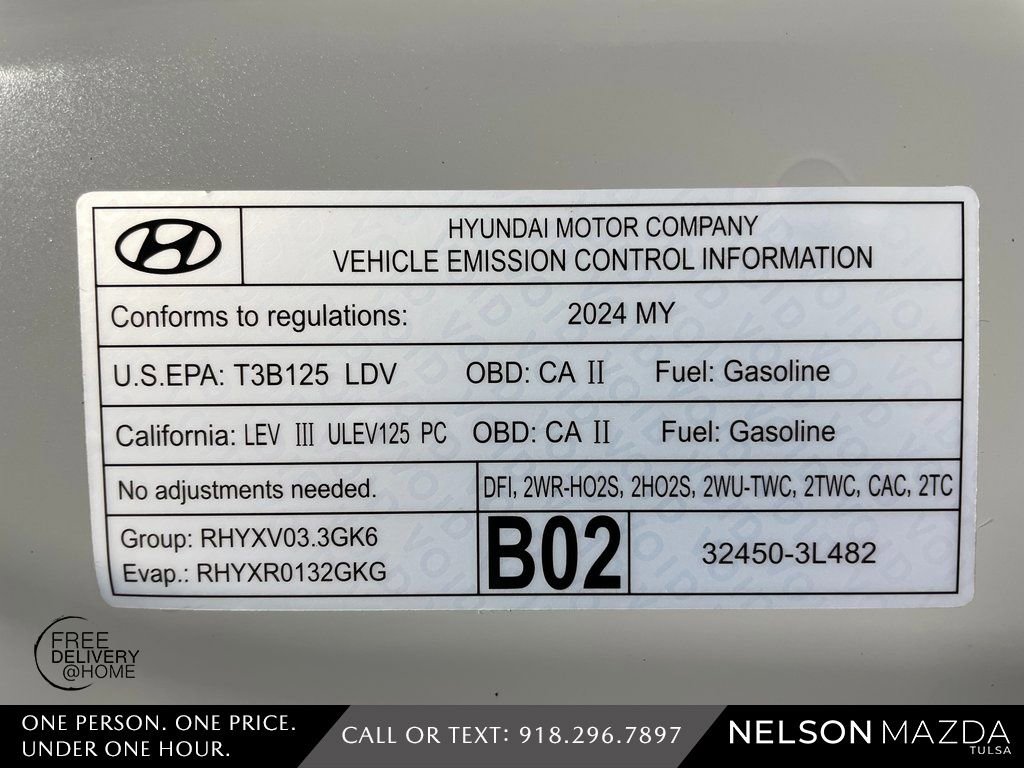 HYUNDAI MOTOR COMPANY
VEHICLE EMISSION CONTROL INFORMATION
Conforms to regulations: 2024 MY
U.S.EPA: T3B125 LDV OBD: CA II Fuel: Gasoline
California: LEV III ULEV125 PC OBD: CA II Fuel: Gasoline
No adjustments needed. DFI, 2WR-HO2S, 2HO2S, 2WU-TWC, 2TWC, CAC, 2TC
Group: RHYXV03.3GK6
Evap.: RHYXR0132GKG
B02
32450-3L482
FREE
DELIVERY
@HOME
ONE PERSON. ONE PRICE.
UNDER ONE HOUR.
CALL OR TEXT: 918.296.7897
NELSON MAZDA
TULSA